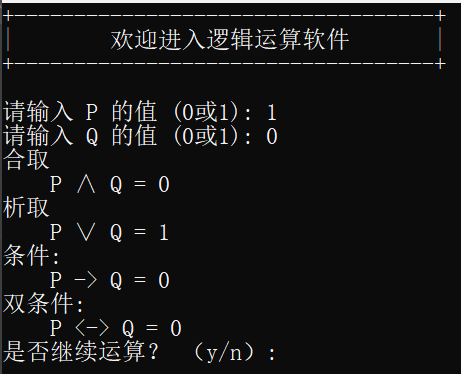 +-----------------------------------+
|        欢迎进入逻辑运算软件       |
+-----------------------------------+
请输入 P 的值 (0或1): 1
请输入 Q 的值 (0或1): 0
合取
    P ∧ Q = 0
析取
    P ∨ Q = 1
条件:
    P -> Q = 0
双条件:
    P <-> Q = 0
是否继续运算？ （y/n）: